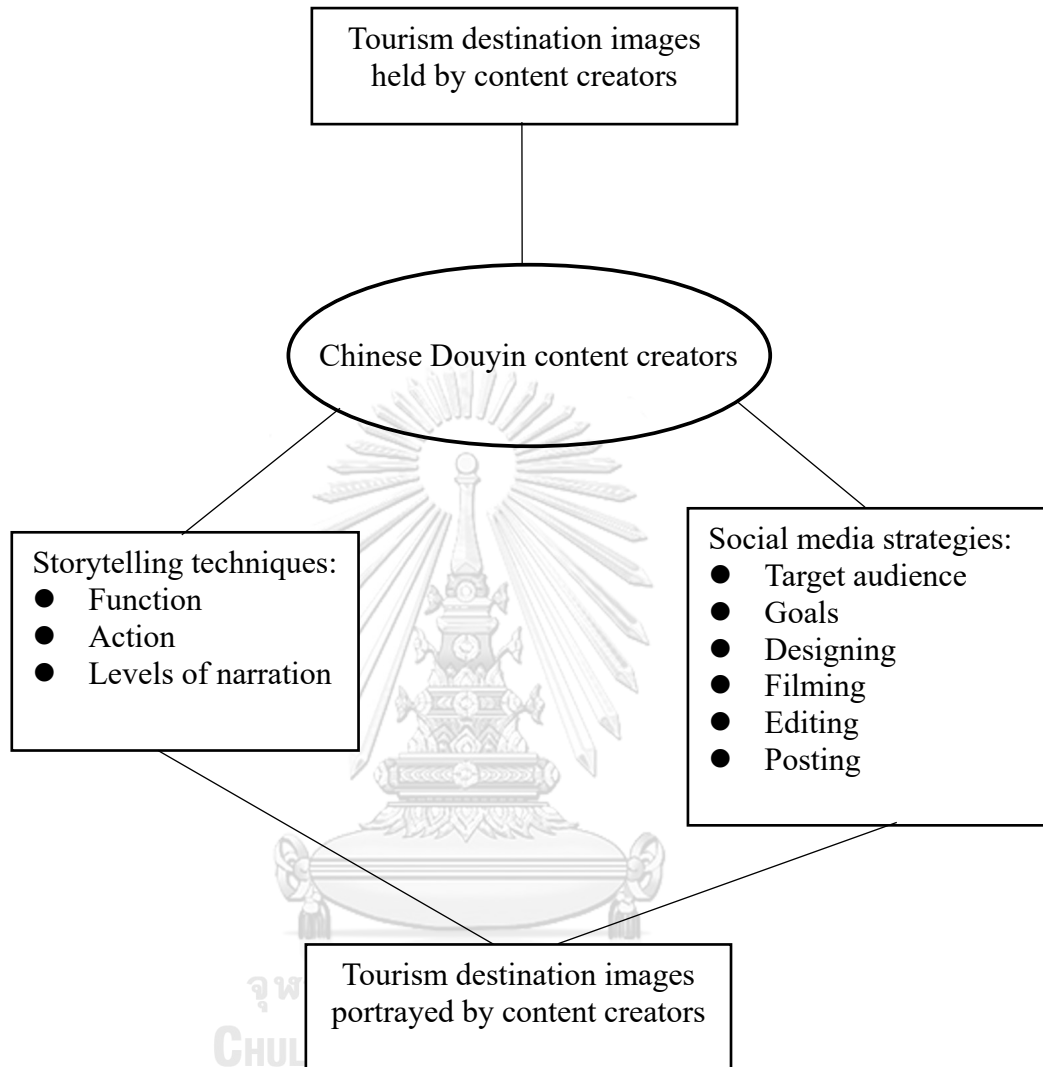 Tourism destination images
held by content creators
Chinese Douyin content creators
Storytelling techniques:
● Function
● Action
● Levels of narration
Social media strategies:
● Target audience
● Goals
● Designing
● Filming
● Editing
● Posting
Tourism destination images
portrayed by content creators